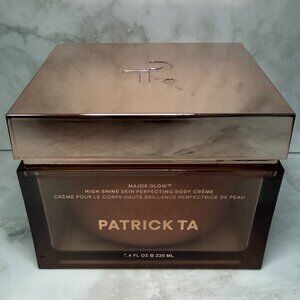 MAJOR GLOW™
HIGH SHINE SKIN PERFECTING BODY CRÈME
CRÈME POUR LE CORPS HAUTE BRILLANCE PERFECTRICE DE PEAU
PATRICK TA
7.4 FL OZ ℮ 220 ML